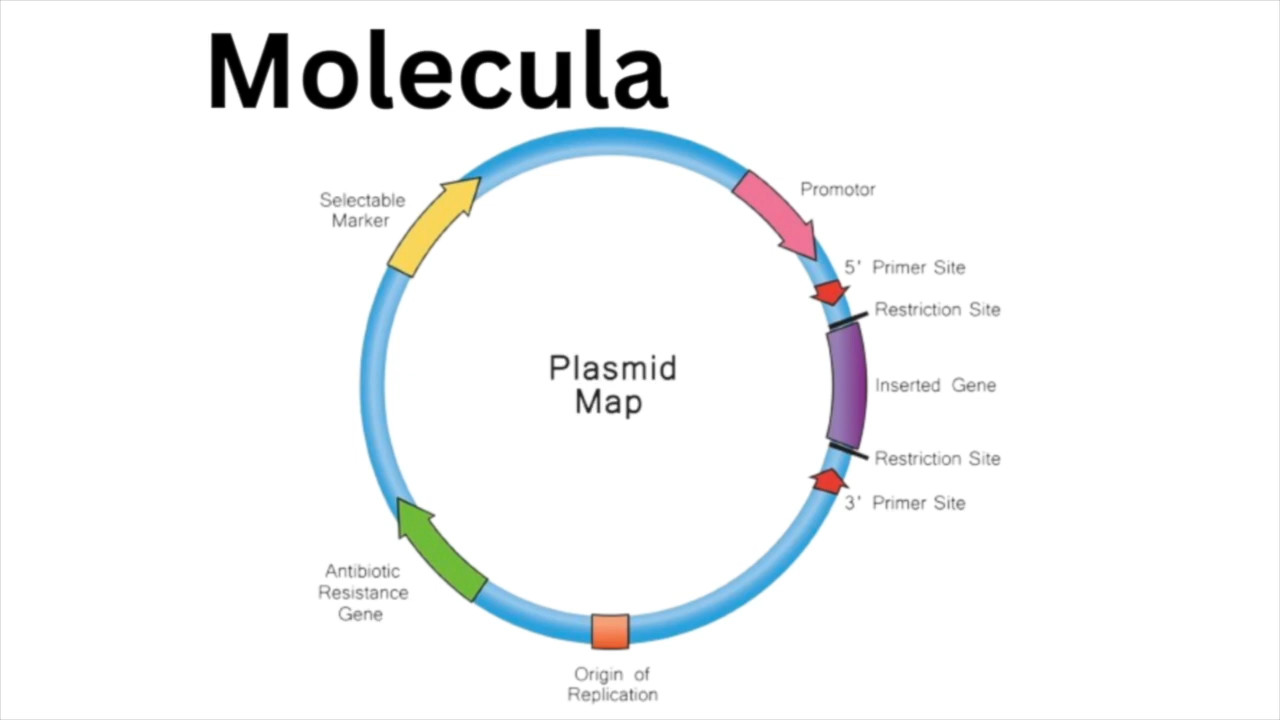 Molecula
Selectable
Marker
Promotor
5' Primer Site
Restriction Site
Plasmid
Map
Inserted Gene
Restriction Site
3' Primer Site
Antibiotic
Resistance
Gene
Origin of
Replication